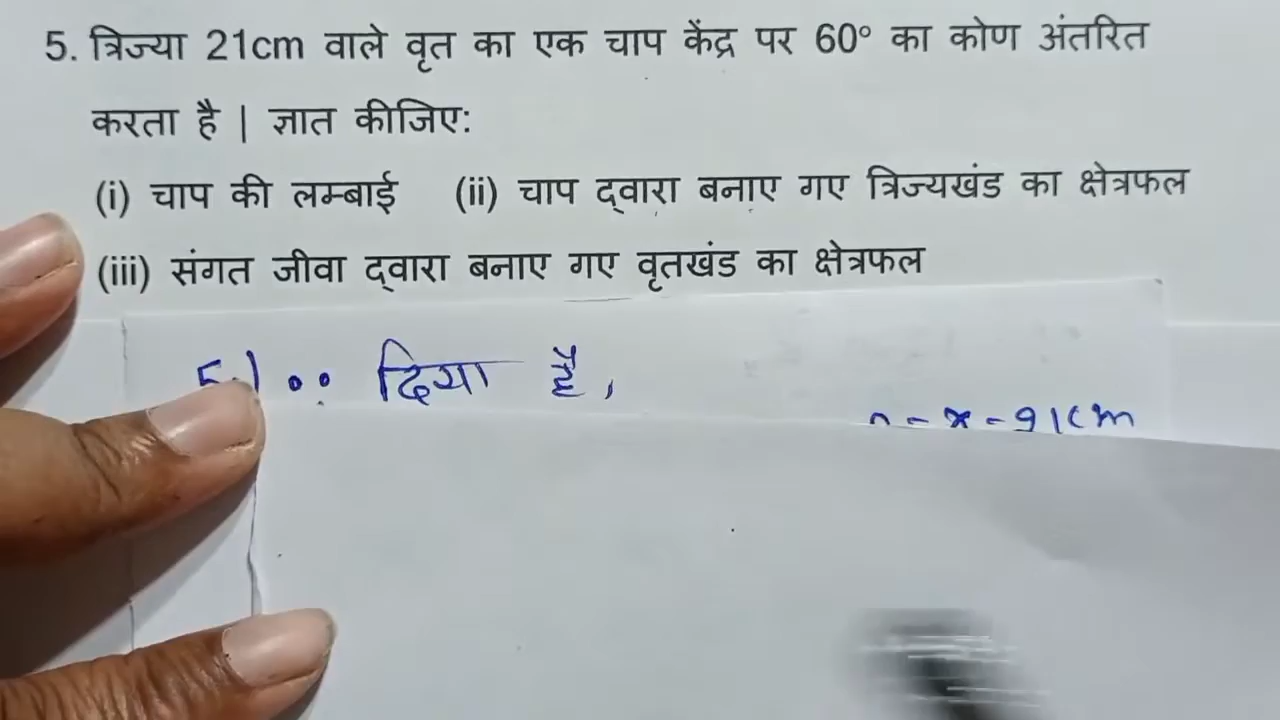 5. त्रिज्या 21cm वाले वृत का एक चाप केंद्र पर 60° का कोण अंतरित
करता है | ज्ञात कीजिए:
(i) चाप की लम्बाई (ii) चाप द्वारा बनाए गए त्रिज्यखंड का क्षेत्रफल
(iii) संगत जीवा द्वारा बनाए गए वृतखंड का क्षेत्रफल
दिया है,